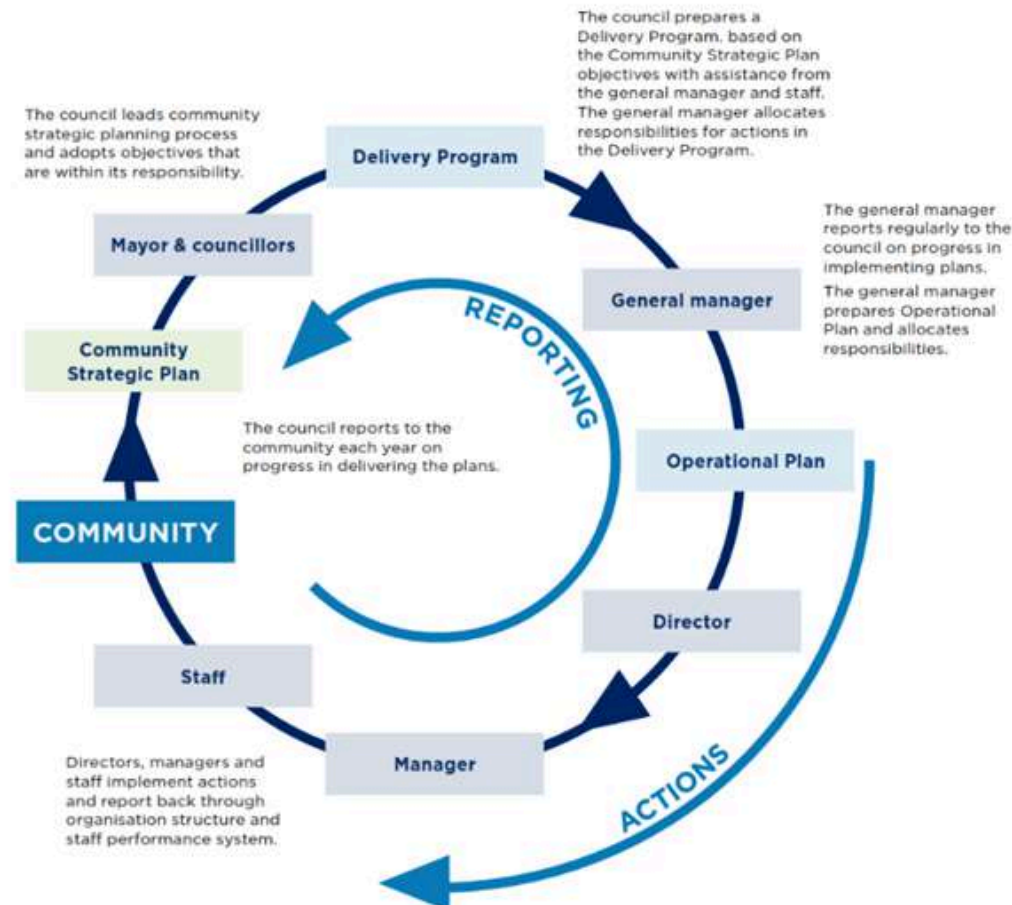 The council prepares a
Delivery Program. based on
the Community Strategic Plan
objectives with assistance from
the general manager and staff.
The general manager allocates
responsibilities for actions in
the Delivery Program.
The council leads community
strategic planning process
and adopts objectives that
are within its responsibility.
Delivery Program
Mayor & councillors
The general manager
reports regularly to the
council on progress in
implementing plans.
The general manager
prepares Operational
Plan and allocates
responsibilities.
General manager
REPORTING
Community
Strategic Plan
The council reports to the
community each year on
progress in delivering the plans.
Operational Plan
COMMUNITY
Director
Staff
Manager
ACTIONS
Directors, managers and
staff implement actions
and report back through
organisation structure and
staff performance system.